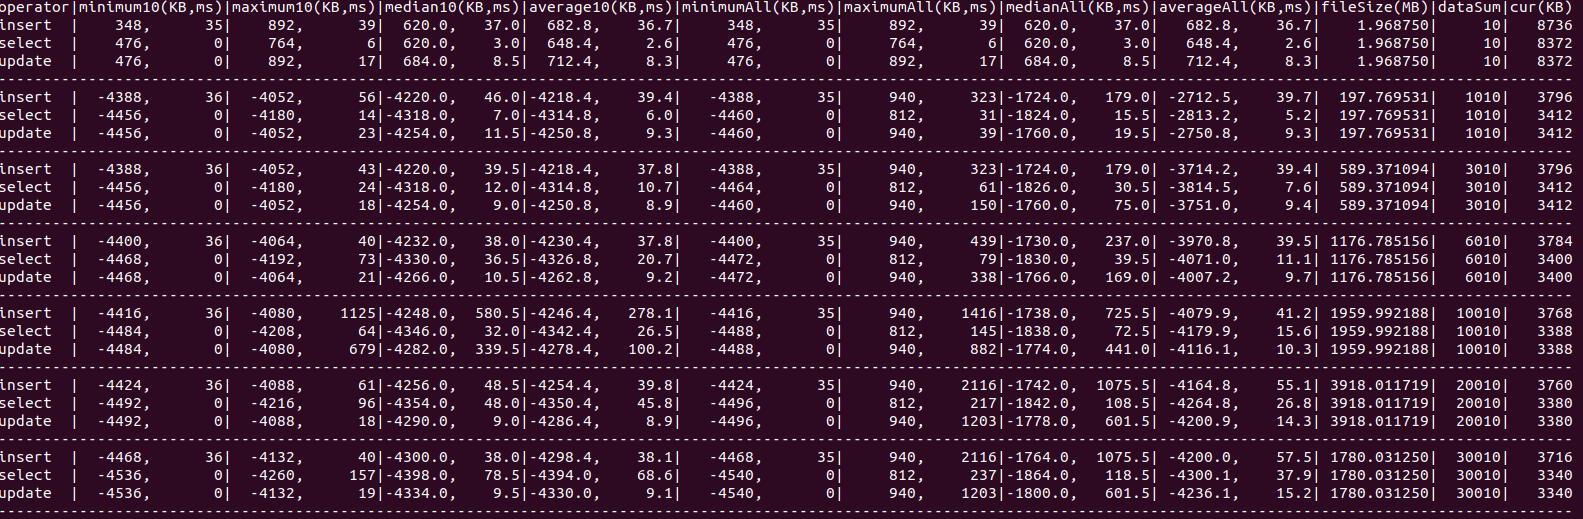 operator|minimum10(KB,ms)|maximum10(KB,ms)|median10(KB,ms)|average10(KB,ms)|minimumAll(KB,ms)|maximumAll(KB,ms)|medianAll(KB,ms)|averageAll(KB,ms)|fileSize(MB)|dataSum|cur(KB)
insert | 348, 35| 892, 39| 620.0, 37.0| 682.8, 36.7| 348, 35| 892, 39| 620.0, 37.0| 682.8, 36.7| 1.968750| 10| 8736
select | 476, 0| 764, 6| 620.0, 3.0| 648.4, 2.6| 476, 0| 764, 6| 620.0, 3.0| 648.4, 2.6| 1.968750| 10| 8372
update | 476, 0| 892, 17| 684.0, 8.5| 712.4, 8.3| 476, 0| 892, 17| 684.0, 8.5| 712.4, 8.3| 1.968750| 10| 8372
insert | -4388, 36| -4052, 56|-4220.0, 46.0|-4218.4, 39.4| -4388, 35| 940, 323|-1724.0, 179.0| -2712.5, 39.7| 197.769531| 1010| 3796
select | -4456, 0| -4180, 14|-4318.0, 7.0|-4314.8, 6.0| -4460, 0| 812, 31|-1824.0, 15.5| -2813.2, 5.2| 197.769531| 1010| 3412
update | -4456, 0| -4052, 23|-4254.0, 11.5|-4250.8, 9.3| -4460, 0| 940, 39|-1760.0, 19.5| -2750.8, 9.3| 197.769531| 1010| 3412
insert | -4388, 36| -4052, 43|-4220.0, 39.5|-4218.4, 37.8| -4388, 35| 940, 323|-1724.0, 179.0| -3714.2, 39.4| 589.371094| 3010| 3796
select | -4456, 0| -4180, 24|-4318.0, 12.0|-4314.8, 10.7| -4464, 0| 812, 61|-1826.0, 30.5| -3814.5, 7.6| 589.371094| 3010| 3412
update | -4456, 0| -4052, 18|-4254.0, 9.0|-4250.8, 8.9| -4460, 0| 940, 150|-1760.0, 75.0| -3751.0, 9.4| 589.371094| 3010| 3412
insert | -4400, 36| -4064, 40|-4232.0, 38.0|-4230.4, 37.8| -4400, 35| 940, 439|-1730.0, 237.0| -3970.8, 39.5| 1176.785156| 6010| 3784
select | -4468, 0| -4192, 73|-4330.0, 36.5|-4326.8, 20.7| -4472, 0| 812, 79|-1830.0, 39.5| -4071.0, 11.1| 1176.785156| 6010| 3400
update | -4468, 0| -4064, 21|-4266.0, 10.5|-4262.8, 9.2| -4472, 0| 940, 338|-1766.0, 169.0| -4007.2, 9.7| 1176.785156| 6010| 3400
insert | -4416, 36| -4080, 1125|-4248.0, 580.5|-4246.4, 278.1| -4416, 35| 940, 1416|-1738.0, 725.5| -4079.9, 41.2| 1959.992188| 10010| 3768
select | -4484, 0| -4208, 64|-4346.0, 32.0|-4342.4, 26.5| -4488, 0| 812, 145|-1838.0, 72.5| -4179.9, 15.6| 1959.992188| 10010| 3388
update | -4484, 0| -4080, 679|-4282.0, 339.5|-4278.4, 100.2| -4488, 0| 940, 882|-1774.0, 441.0| -4116.1, 10.3| 1959.992188| 10010| 3388
insert | -4424, 36| -4088, 61|-4256.0, 48.5|-4254.4, 39.8| -4424, 35| 940, 2116|-1742.0, 1075.5| -4164.8, 55.1| 3918.011719| 20010| 3760
select | -4492, 0| -4216, 96|-4354.0, 48.0|-4350.4, 45.8| -4496, 0| 812, 217|-1842.0, 108.5| -4264.8, 26.8| 3918.011719| 20010| 3380
update | -4492, 0| -4088, 18|-4290.0, 9.0|-4286.4, 8.9| -4496, 0| 940, 1203|-1778.0, 601.5| -4200.9, 14.3| 3918.011719| 20010| 3380
insert | -4468, 36| -4132, 40|-4300.0, 38.0|-4298.4, 38.1| -4468, 35| 940, 2116|-1764.0, 1075.5| -4200.0, 57.5| 1780.031250| 30010| 3716
select | -4536, 0| -4260, 157|-4398.0, 78.5|-4394.0, 68.6| -4540, 0| 812, 237|-1864.0, 118.5| -4300.1, 37.9| 1780.031250| 30010| 3340
update | -4536, 0| -4132, 19|-4334.0, 9.5|-4330.0, 9.1| -4540, 0| 940, 1203|-1800.0, 601.5| -4236.1, 15.2| 1780.031250| 30010| 3340